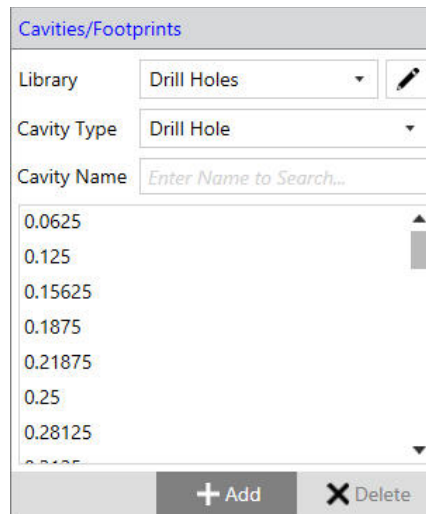 Cavities/Footprints
Library Drill Holes
Cavity Type Drill Hole
Cavity Name Enter Name to Search...
0.0625
0.125
0.15625
0.1875
0.21875
0.25
0.28125
Add Delete